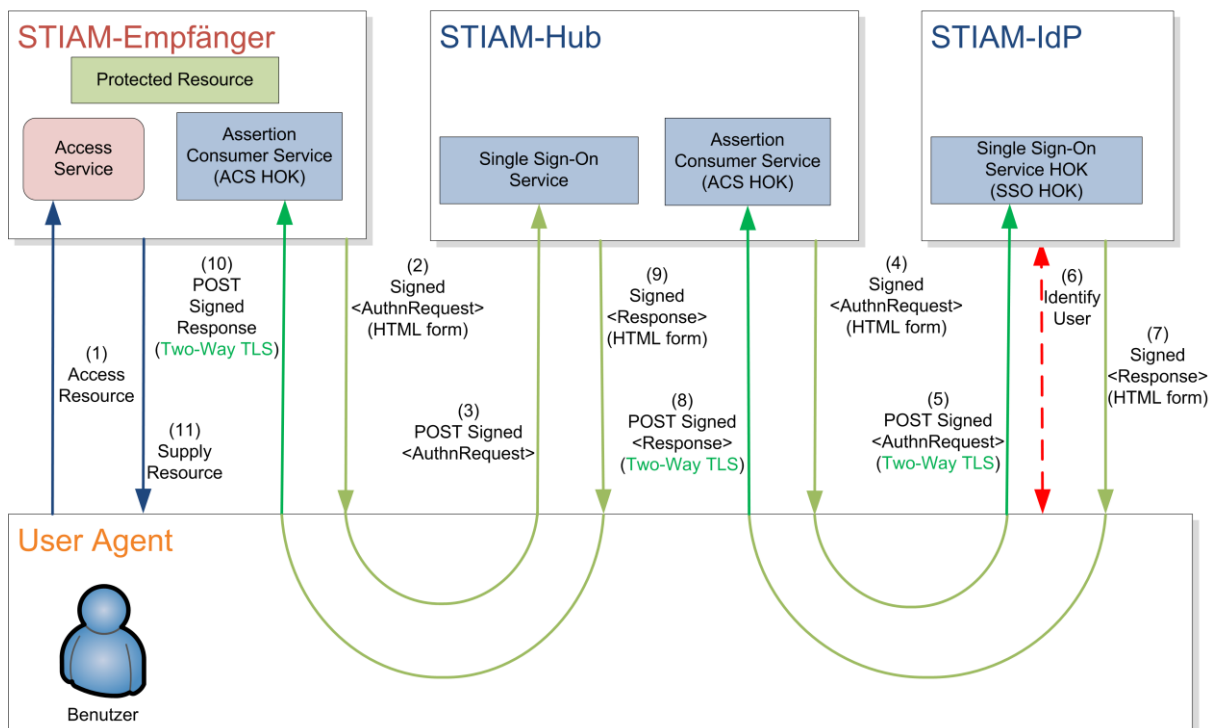 STIAM-Empfänger
Protected Resource
Access
Service
Assertion
Consumer Service
(ACS HOK)
STIAM-Hub
Single Sign-On
Service
Assertion
Consumer Service
(ACS HOK)
STIAM-IdP
Single Sign-On
Service HOK
(SSO HOK)
(1)
Access
Resource
(11)
Supply
Resource
(10)
POST
Signed
Response
(Two-Way TLS)
(2)
Signed
<AuthnRequest>
(HTML form)
(3)
POST Signed
<AuthnRequest>
(9)
Signed
<Response>
(HTML form)
(8)
POST Signed
<Response>
(Two-Way TLS)
(4)
Signed
<AuthnRequest>
(HTML form)
(5)
POST Signed
<AuthnRequest>
(Two-Way TLS)
(6)
Identify
User
(7)
Signed
<Response>
(HTML form)
User Agent
Benutzer